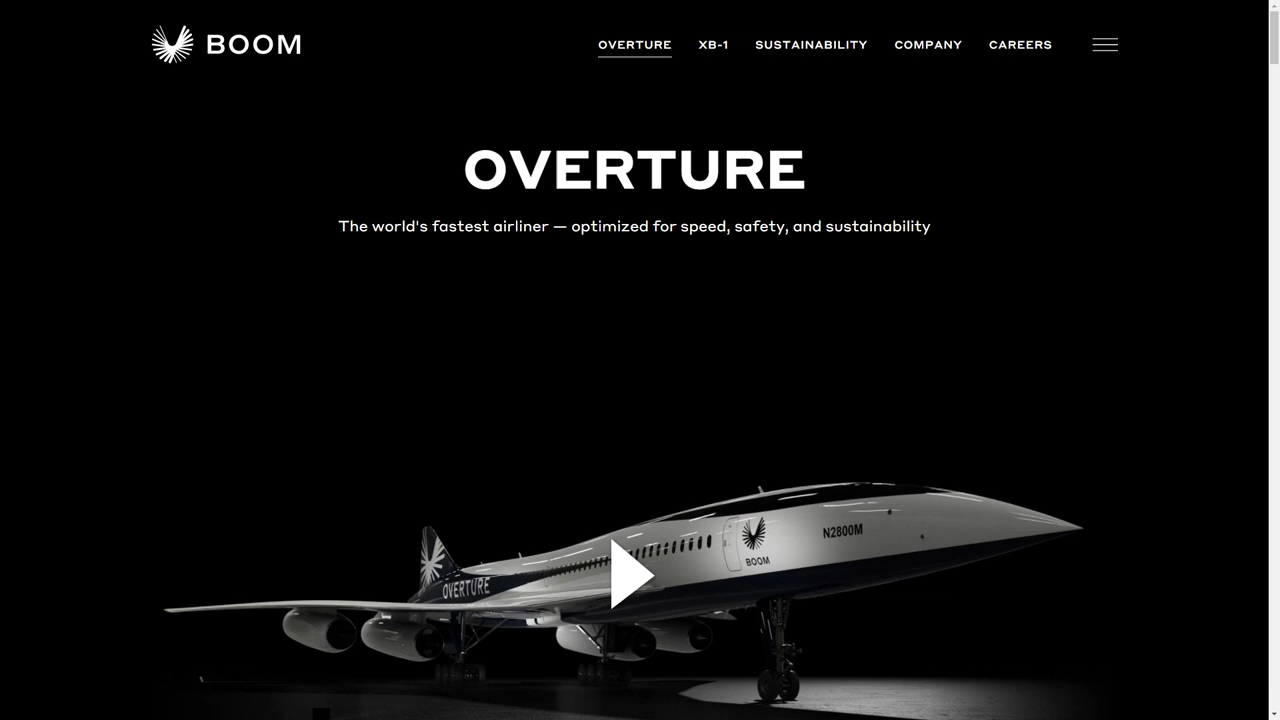 BOOM
OVERTURE XB-1 SUSTAINABILITY COMPANY CAREERS
OVERTURE
The world's fastest airliner — optimized for speed, safety, and sustainability
N2800M
BOOM
OVERTURE